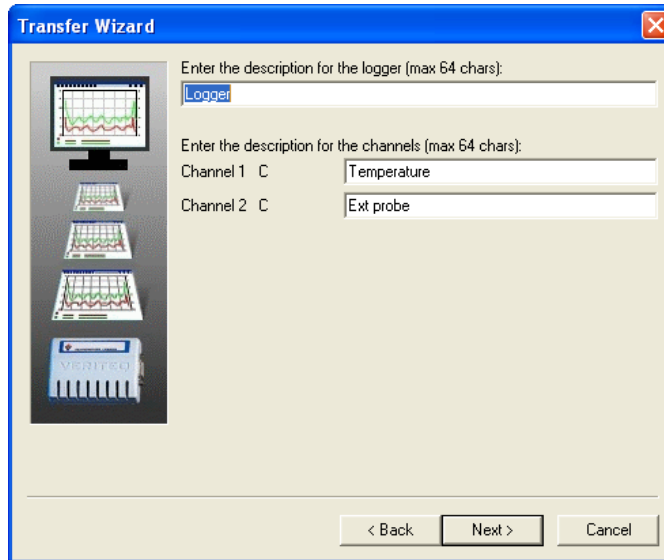 Transfer Wizard
Enter the description for the logger (max 64 chars):
Logger
Enter the description for the channels (max 64 chars):
Channel 1 C Temperature
Channel 2 C Ext probe
VERITEQ
< Back Next > Cancel